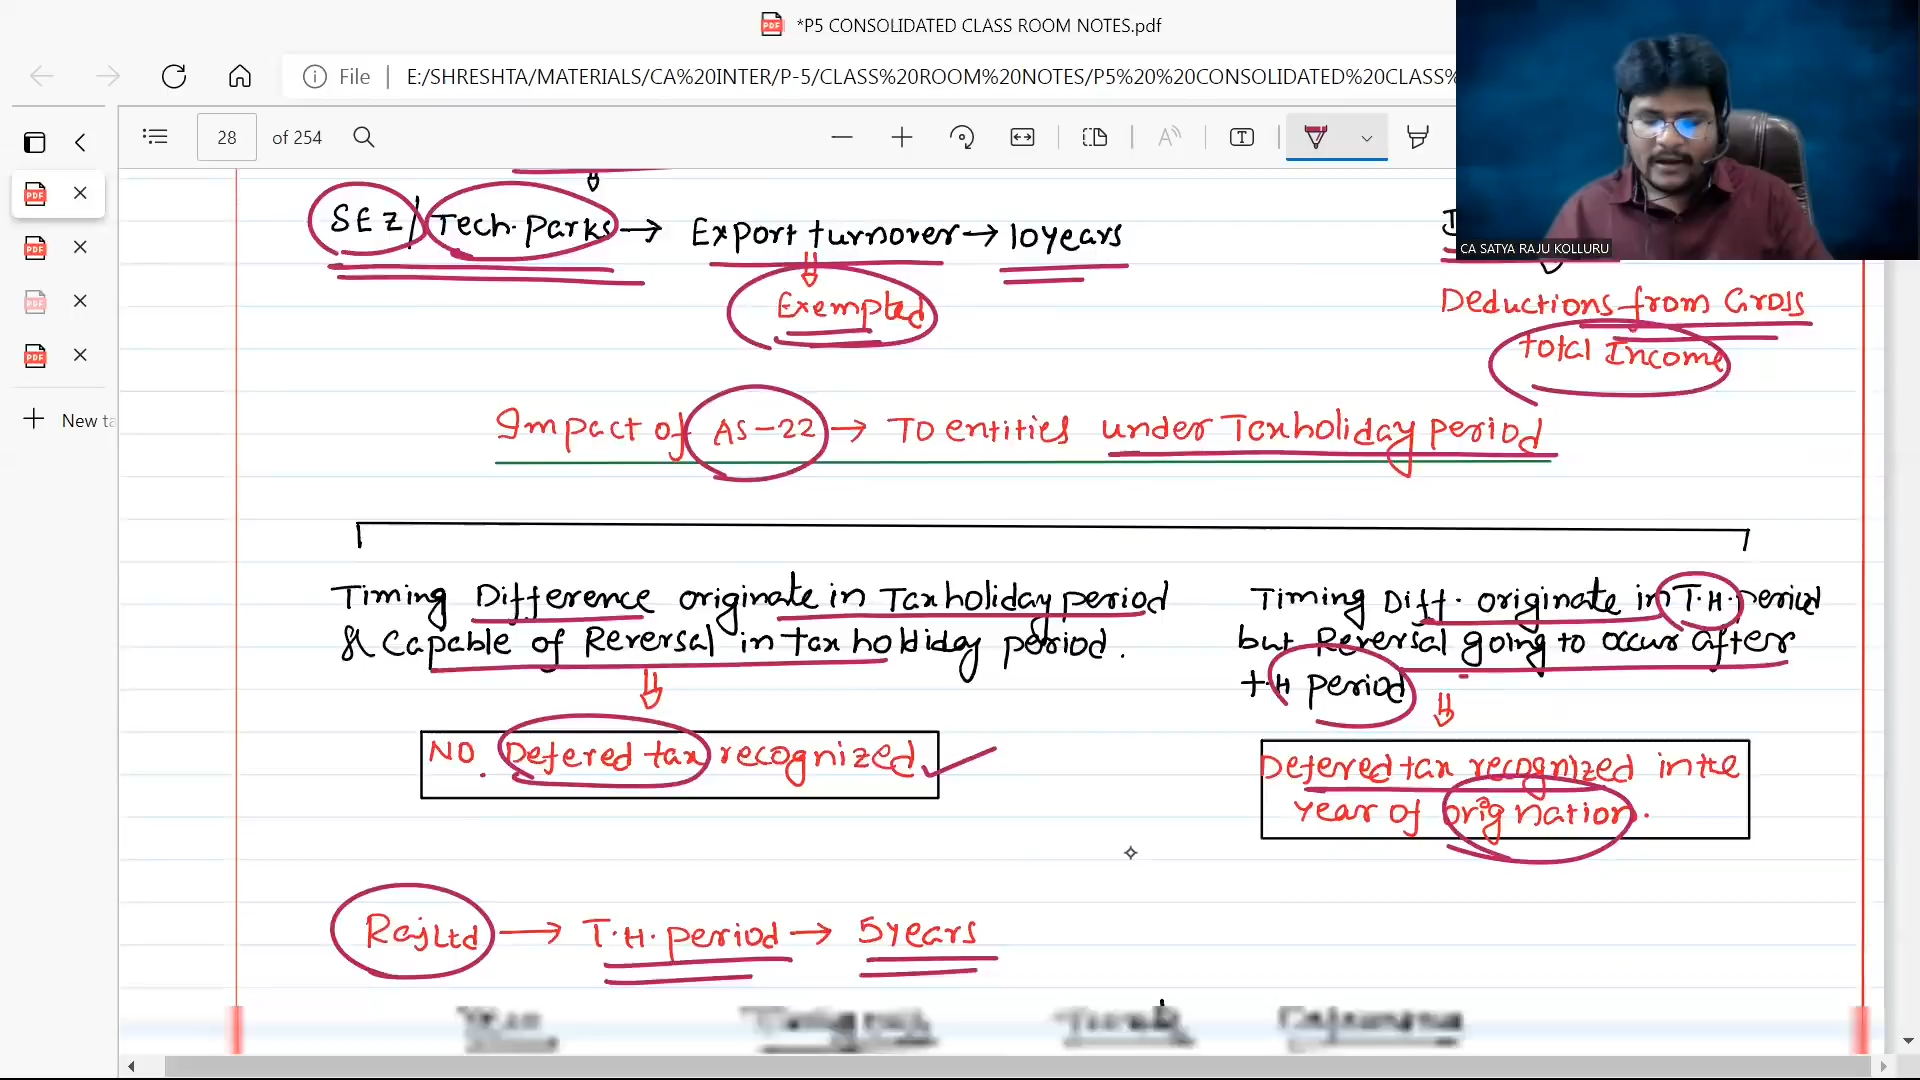 *P5 CONSOLIDATED CLASS ROOM NOTES.pdf
File
E:/SHRESHTA/MATERIALS/CA%20INTER/P-5/CLASS%20ROOM%20NOTES/P5%20%20CONSOLIDATED%20CLASS%
28 of 254
New ta
CA SATYA RAJU KOLLURU
SEZ/Tech.Parks → Export turnover → 10years
Exempted
Deductions from Gross
total Income
Impact of AS-22 → TO entities under Taxholiday period
Timing Difference originate in Taxholiday period
& Capable of Reversal in tax holiday period.
NO Defered tax recognized
Timing Diff. originate in T.H. period
but Reversal going to occur after
t.H period
Defered tax recognized in the
year of origination.
RajLtd → T.H. period → 5years